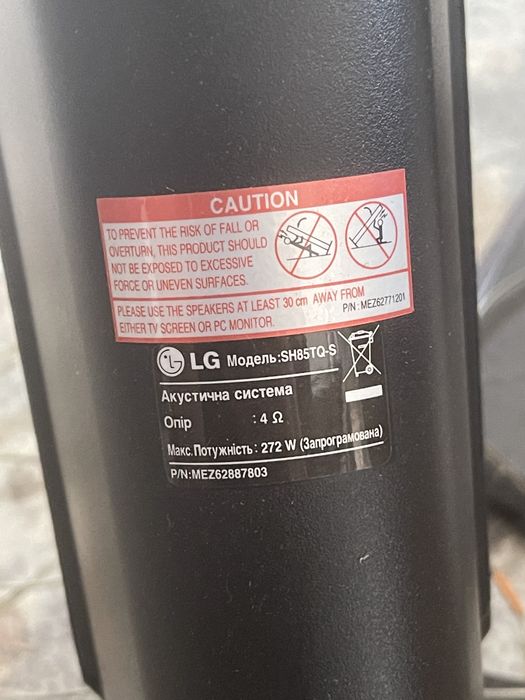 CAUTION
TO PREVENT THE RISK OF FALL OR
OVERTURN, THIS PRODUCT SHOULD
NOT BE EXPOSED TO EXCESSIVE
FORCE OR UNEVEN SURFACES.
PLEASE USE THE SPEAKERS AT LEAST 30 cm AWAY FROM
EITHER TV SCREEN OR PC MONITOR.
P/N : MEZ62771201
LG Модель:SH85TQ-S
Акустична система
Опір : 4 Ω
Макс.Потужність : 272 W (Запрограмована)
P/N:MEZ62887803